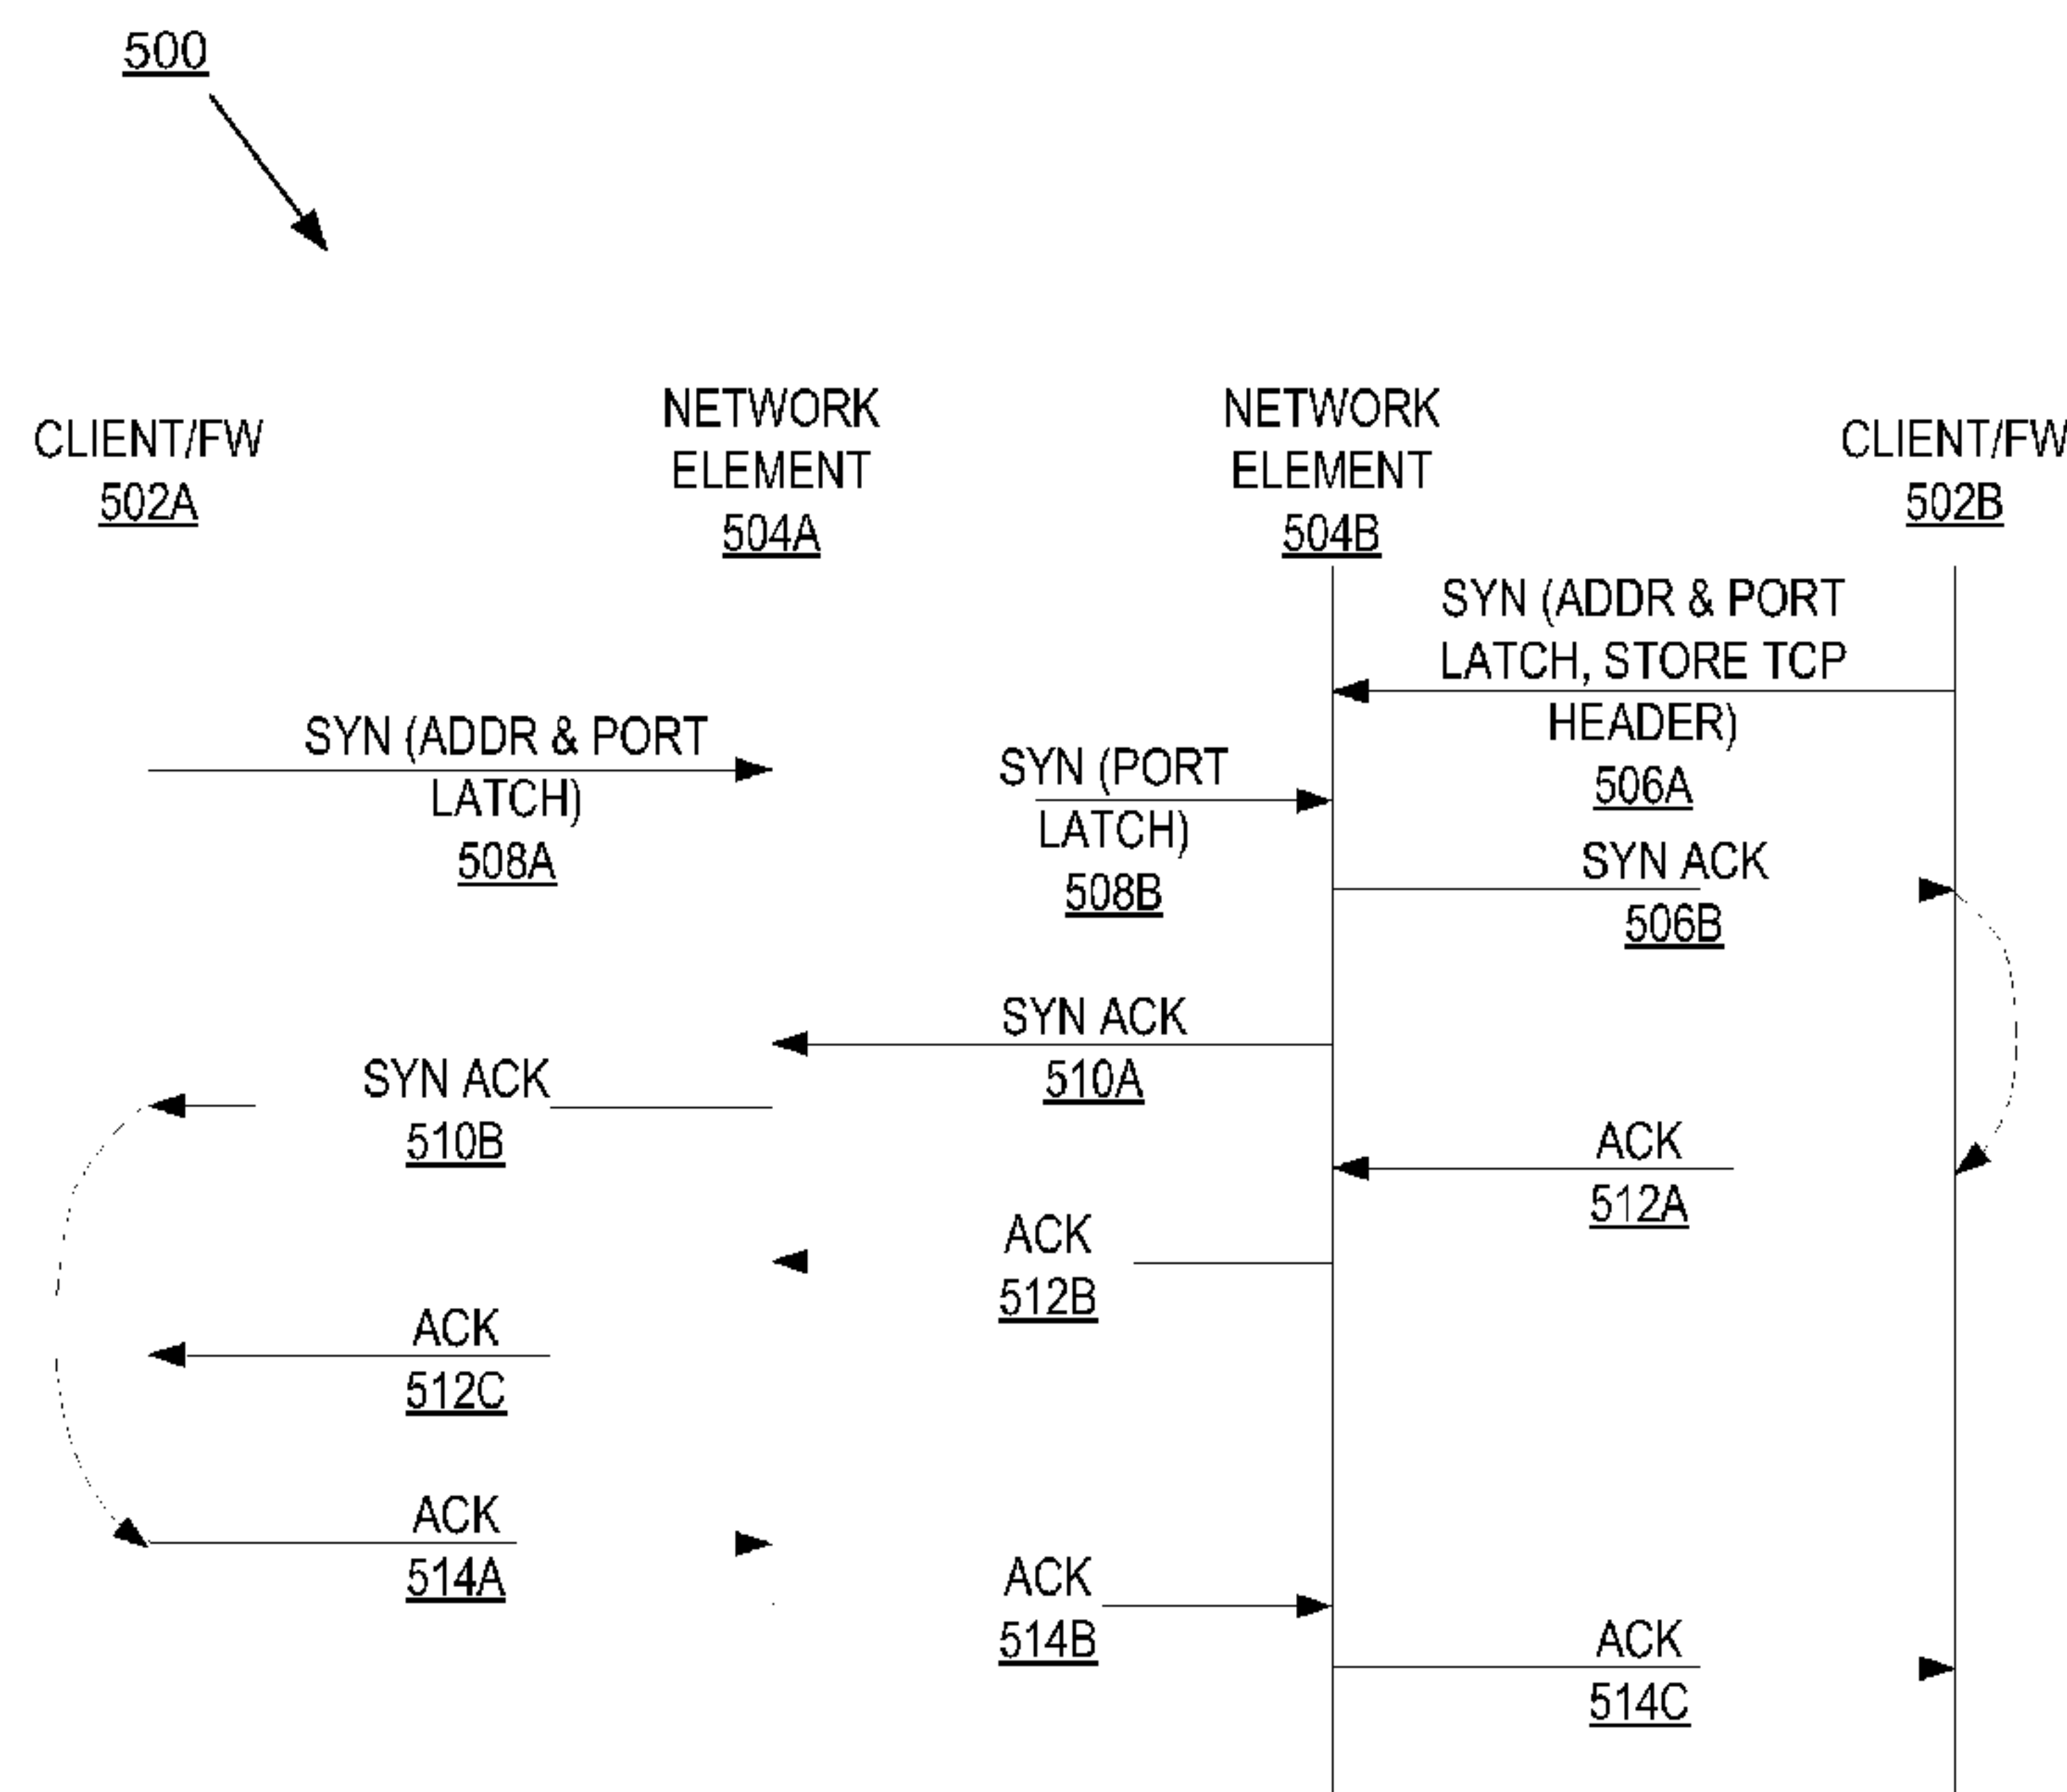 500
CLIENT/FW
502A
NETWORK
ELEMENT
504A
NETWORK
ELEMENT
504B
CLIENT/FW
502B
SYN (ADDR & PORT
LATCH, STORE TCP
HEADER)
506A
SYN (ADDR & PORT
LATCH)
508A
SYN (PORT
LATCH)
508B
SYN ACK
506B
SYN ACK
510A
SYN ACK
510B
ACK
512A
ACK
512B
ACK
512C
ACK
514A
ACK
514B
ACK
514C